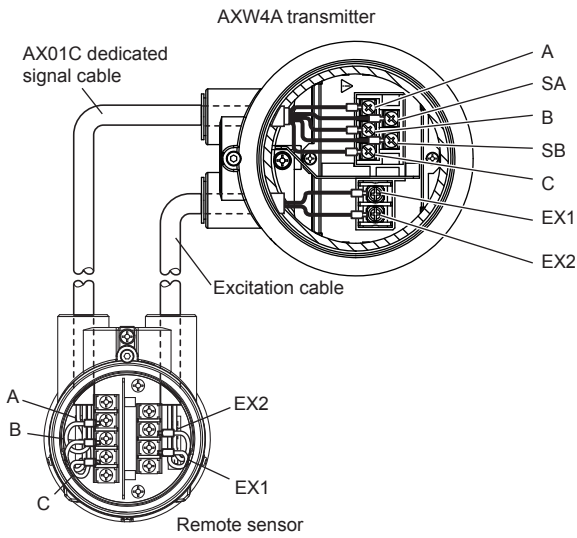 AXW4A transmitter
AX01C dedicated
signal cable
A
SA
B
SB
C
EX1
EX2
Excitation cable
A
B
C
EX2
EX1
Remote sensor